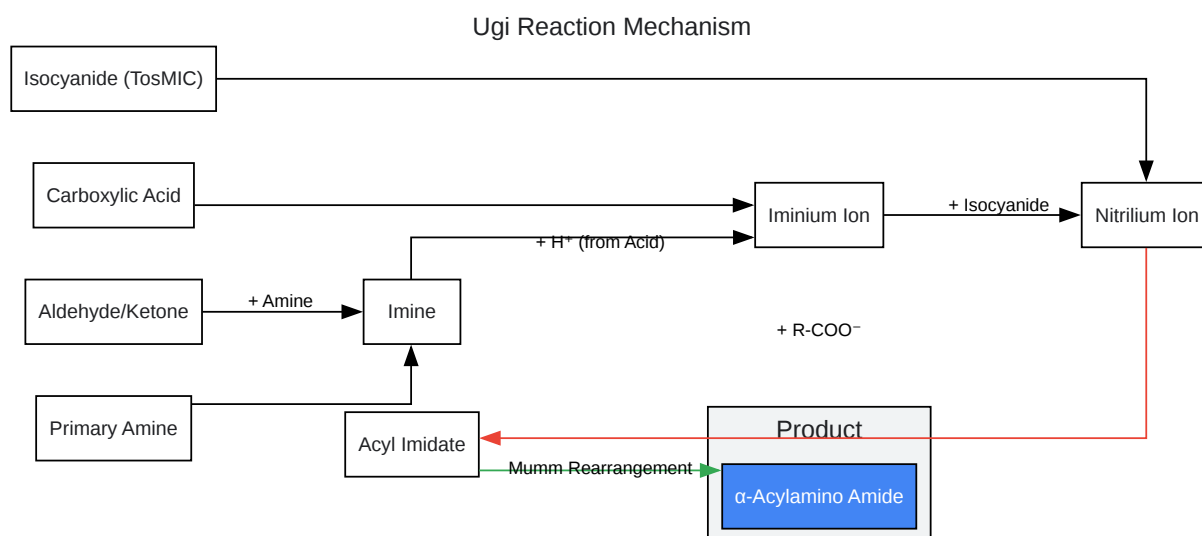 Ugi Reaction Mechanism
Isocyanide (TosMIC)
Carboxylic Acid
Iminium Ion
+ Isocyanide
Nitrilium Ion
+ H⁺ (from Acid)
Aldehyde/Ketone
+ Amine
Imine
+ R-COO⁻
Primary Amine
Acyl Imidate
Product
Mumm Rearrangement
α-Acylamino Amide